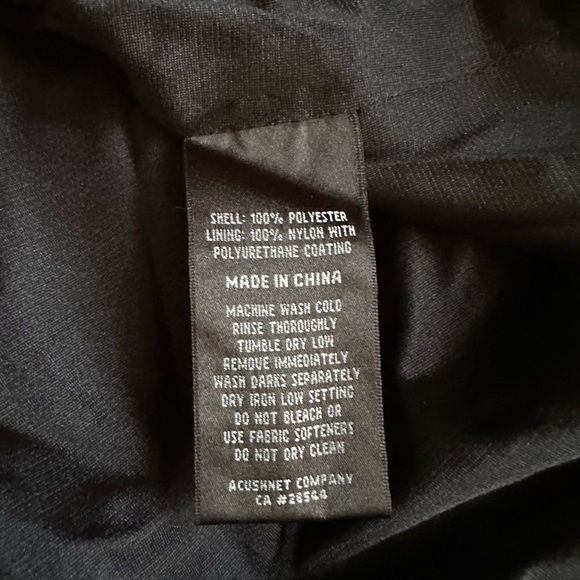 SHELL: 100% POLYESTER
LINING: 100% NYLON WITH
POLYURETHANE COATING
MADE IN CHINA
MACHINE WASH COLD
RINSE THOROUGHLY
TUMBLE DRY LOW
REMOVE IMMEDIATELY
WASH DARKS SEPARATELY
DRY IRON LOW SETTING
DO NOT BLEACH OR
USE FABRIC SOFTENERS
DO NOT DRY CLEAN
ACUSHNET COMPANY
CA #28544